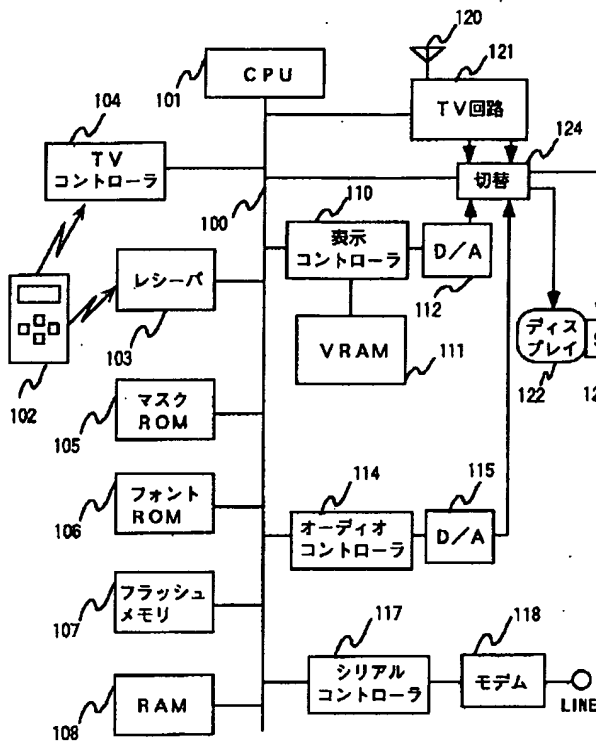 120
CPU
101
121
TV回路
104
TV
コントローラ
124
切替
100
110
表示
コントローラ
D/A
112
レシーバ
103
102
VRAM
111
ディス
プレイ
122
マスク
ROM
105
フォント
ROM
106
114
オーディオ
コントローラ
115
D/A
フラッシュ
メモリ
107
117
シリアル
コントローラ
118
モデム
LINE
RAM
108